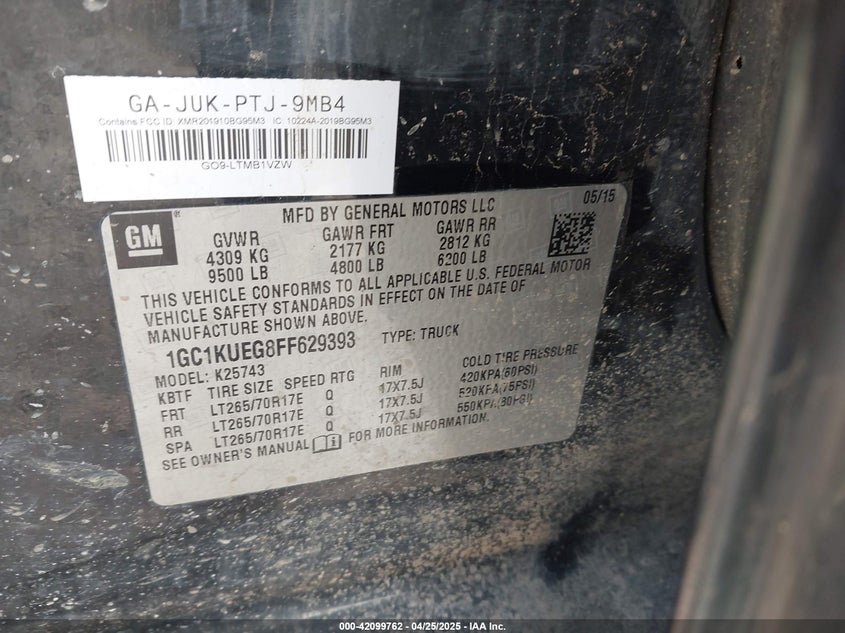 GA-JUK-PTJ-9MB4
Contains FCC ID: XMR201910BG95M3 IC: 10224A-2019BG95M3
GO9-LTMB1VZW
GM
MFD BY GENERAL MOTORS LLC 05/15
GVWR GAWR FRT GAWR RR
4309 KG 2177 KG 2812 KG
9500 LB 4800 LB 6200 LB
THIS VEHICLE CONFORMS TO ALL APPLICABLE U.S. FEDERAL MOTOR
VEHICLE SAFETY STANDARDS IN EFFECT ON THE DATE OF
MANUFACTURE SHOWN ABOVE.
1GC1KUEG8FF629393 TYPE: TRUCK
MODEL: K25743
KBTF TIRE SIZE SPEED RTG RIM COLD TIRE PRESSURE
FRT LT265/70R17E Q 17X7.5J 420KPA(60PSI)
RR LT265/70R17E Q 17X7.5J 520KPA(75PSI)
SPA LT265/70R17E Q 17X7.5J 550KPA(80PSI)
SEE OWNER'S MANUAL FOR MORE INFORMATION.
000-42099762 - 04/25/2025 - IAA Inc.